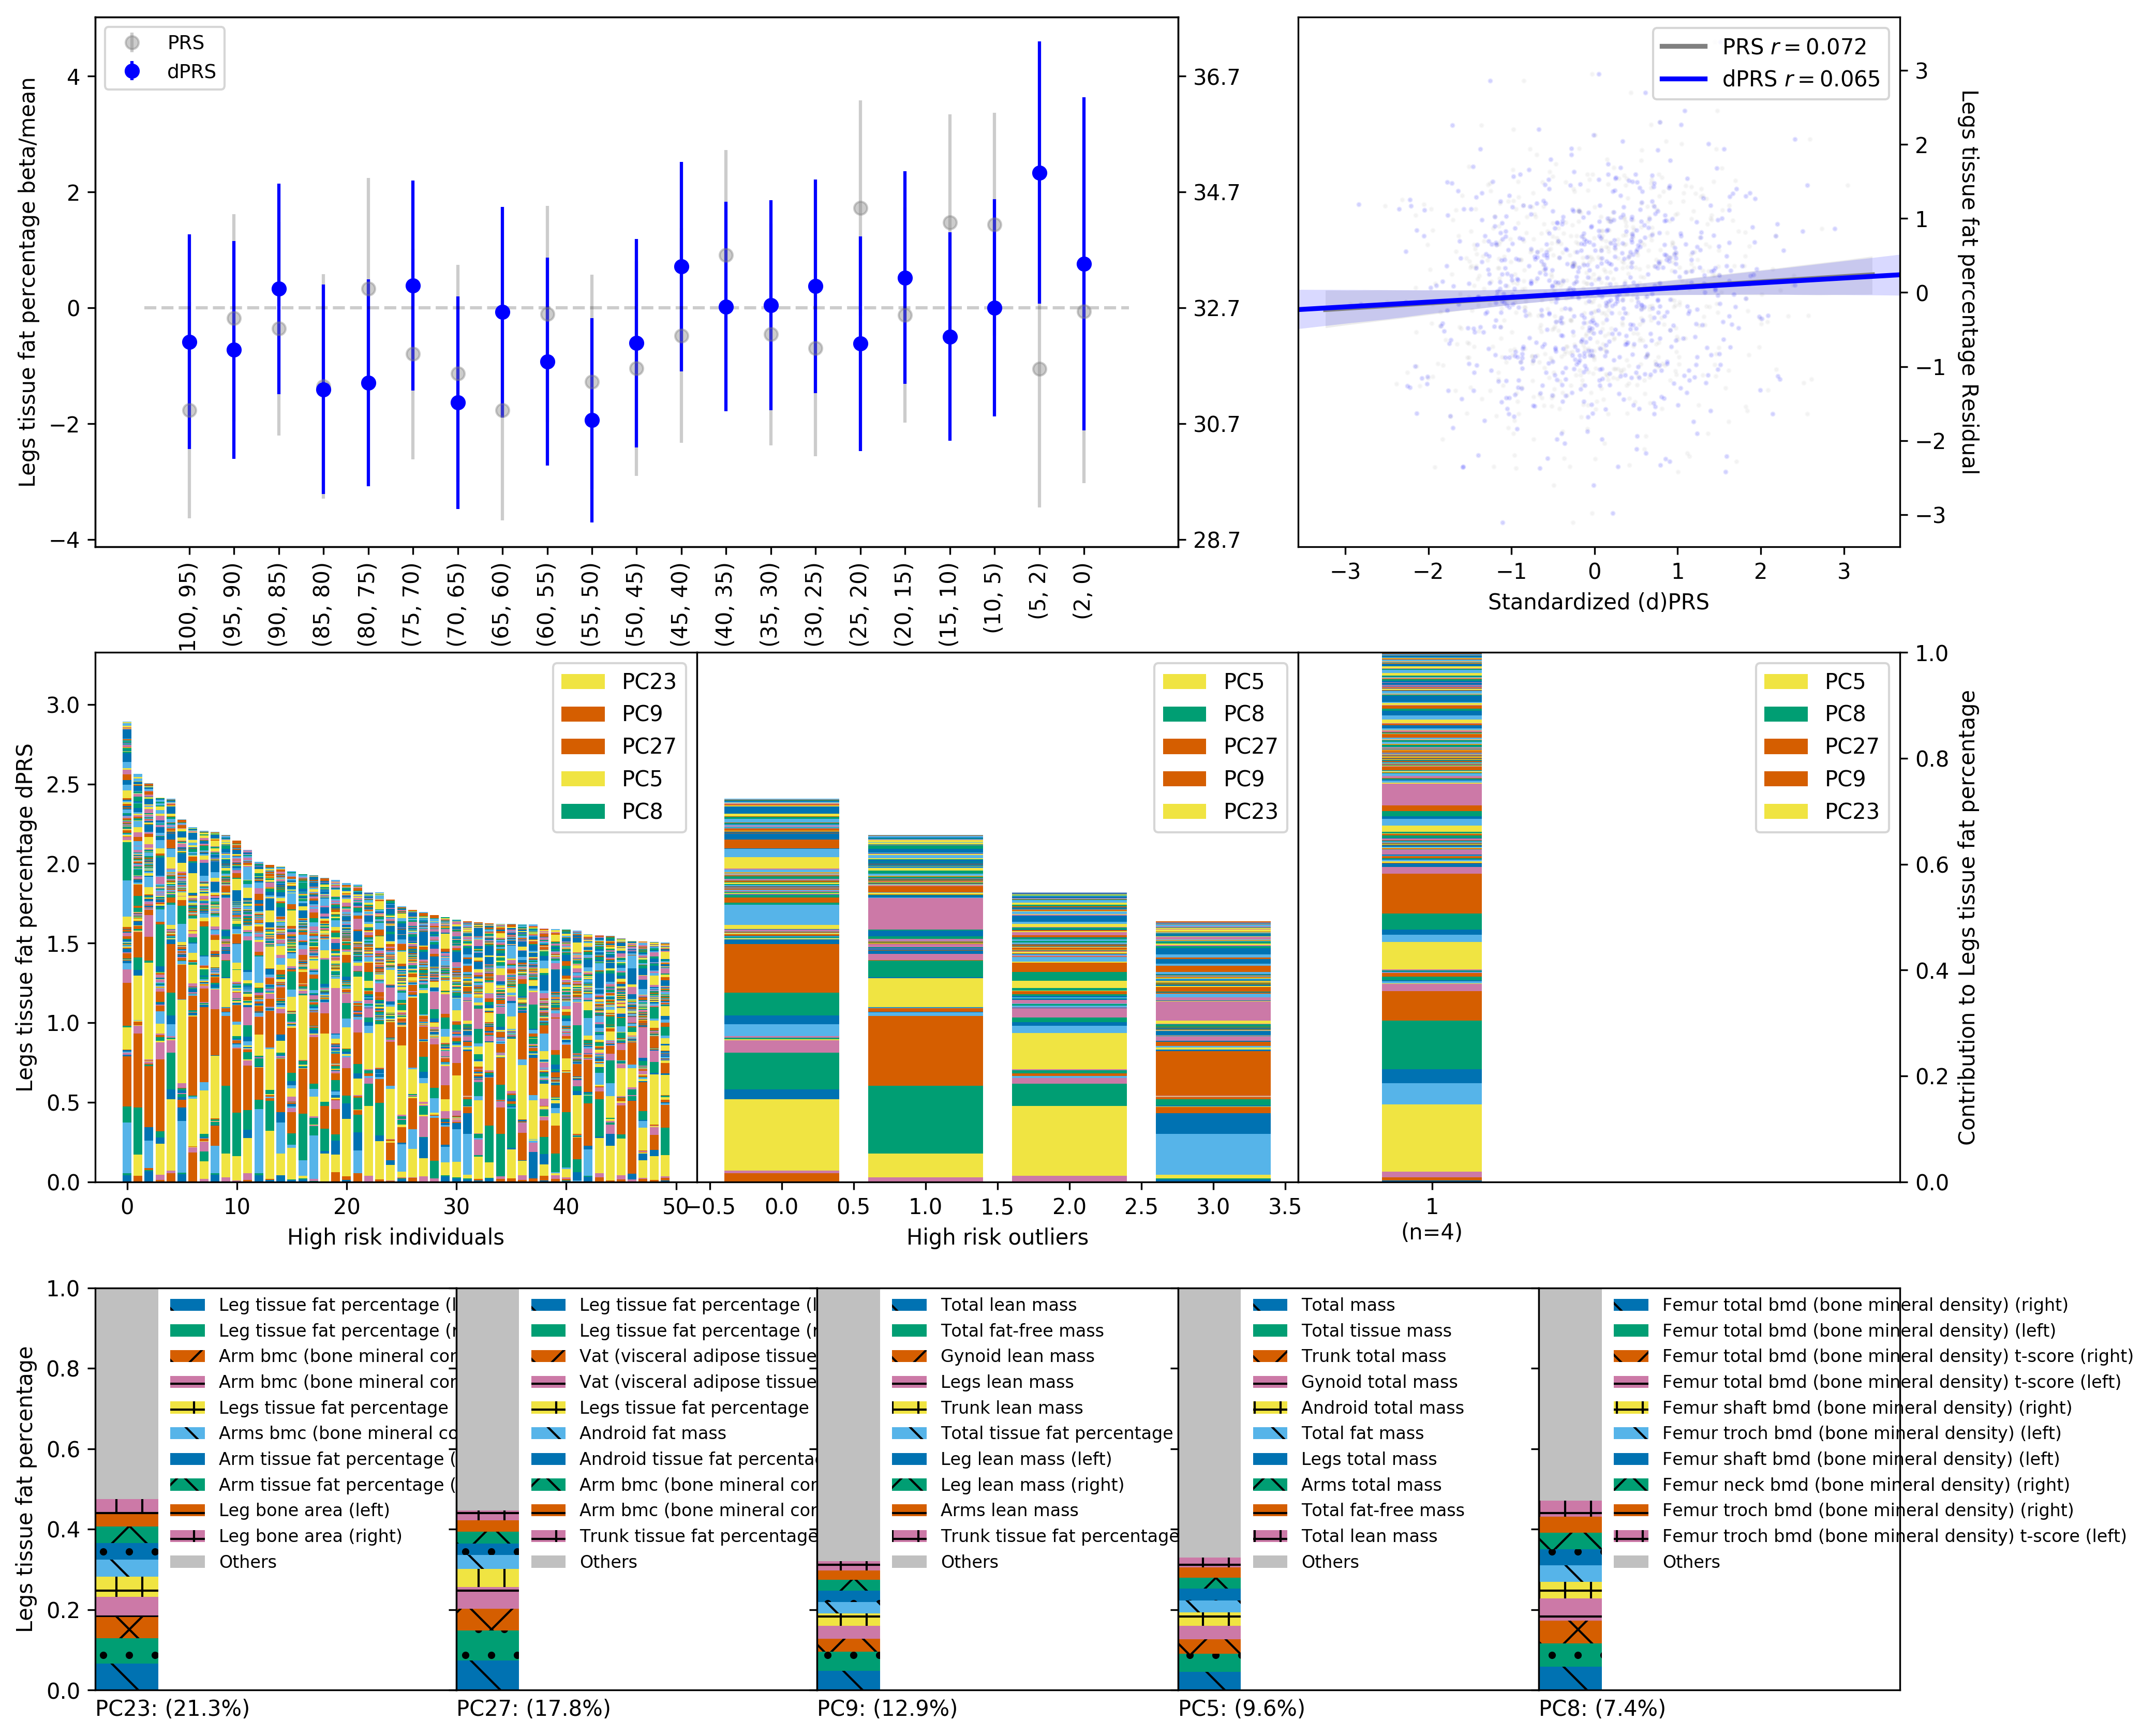 Legs tissue fat percentage beta/mean
4
2
0
−2
−4
PRS
dPRS
36.7
34.7
32.7
30.7
28.7
100, 95)
(95, 90)
(90, 85)
(85, 80)
(80, 75)
(75, 70)
(70, 65)
(65, 60)
(60, 55)
(55, 50)
(50, 45)
(45, 40)
(40, 35)
(35, 30)
(30, 25)
(25, 20)
(20, 15)
(15, 10)
(10, 5)
(5, 2)
(2, 0)
PRS r = 0.072
dPRS r = 0.065
3
2
1
0
−1
−2
−3
Legs tissue fat percentage Residual
−3
−2
−1
0
1
2
3
Standardized (d)PRS
Legs tissue fat percentage dPRS
3.0
2.5
2.0
1.5
1.0
0.5
0.0
PC23
PC9
PC27
PC5
PC8
0
10
20
30
40
50
High risk individuals
PC5
PC8
PC27
PC9
PC23
−0.5
0.0
0.5
1.0
1.5
2.0
2.5
3.0
3.5
High risk outliers
PC5
PC8
PC27
PC9
PC23
1
(n=4)
1.0
0.8
0.6
0.4
0.2
0.0
Contribution to Legs tissue fat percentage
Legs tissue fat percentage
1.0
0.8
0.6
0.4
0.2
0.0
Leg tissue fat percentage (l
Leg tissue fat percentage (r
Arm bmc (bone mineral cor
Arm bmc (bone mineral cor
Legs tissue fat percentage
Arms bmc (bone mineral co
Arm tissue fat percentage (
Arm tissue fat percentage (
Leg bone area (left)
Leg bone area (right)
Others
PC23: (21.3%)
Leg tissue fat percentage (l
Leg tissue fat percentage (r
Vat (visceral adipose tissue
Vat (visceral adipose tissue
Legs tissue fat percentage
Android fat mass
Android tissue fat percenta
Arm bmc (bone mineral cor
Arm bmc (bone mineral cor
Trunk tissue fat percentage
Others
PC27: (17.8%)
Total lean mass
Total fat-free mass
Gynoid lean mass
Legs lean mass
Trunk lean mass
Total tissue fat percentage
Leg lean mass (left)
Leg lean mass (right)
Arms lean mass
Trunk tissue fat percentage
Others
PC9: (12.9%)
Total mass
Total tissue mass
Trunk total mass
Gynoid total mass
Android total mass
Total fat mass
Legs total mass
Arms total mass
Total fat-free mass
Total lean mass
Others
PC5: (9.6%)
Femur total bmd (bone mineral density) (right)
Femur total bmd (bone mineral density) (left)
Femur total bmd (bone mineral density) t-score (right)
Femur total bmd (bone mineral density) t-score (left)
Femur shaft bmd (bone mineral density) (right)
Femur troch bmd (bone mineral density) (left)
Femur shaft bmd (bone mineral density) (left)
Femur neck bmd (bone mineral density) (right)
Femur troch bmd (bone mineral density) (right)
Femur troch bmd (bone mineral density) t-score (left)
Others
PC8: (7.4%)